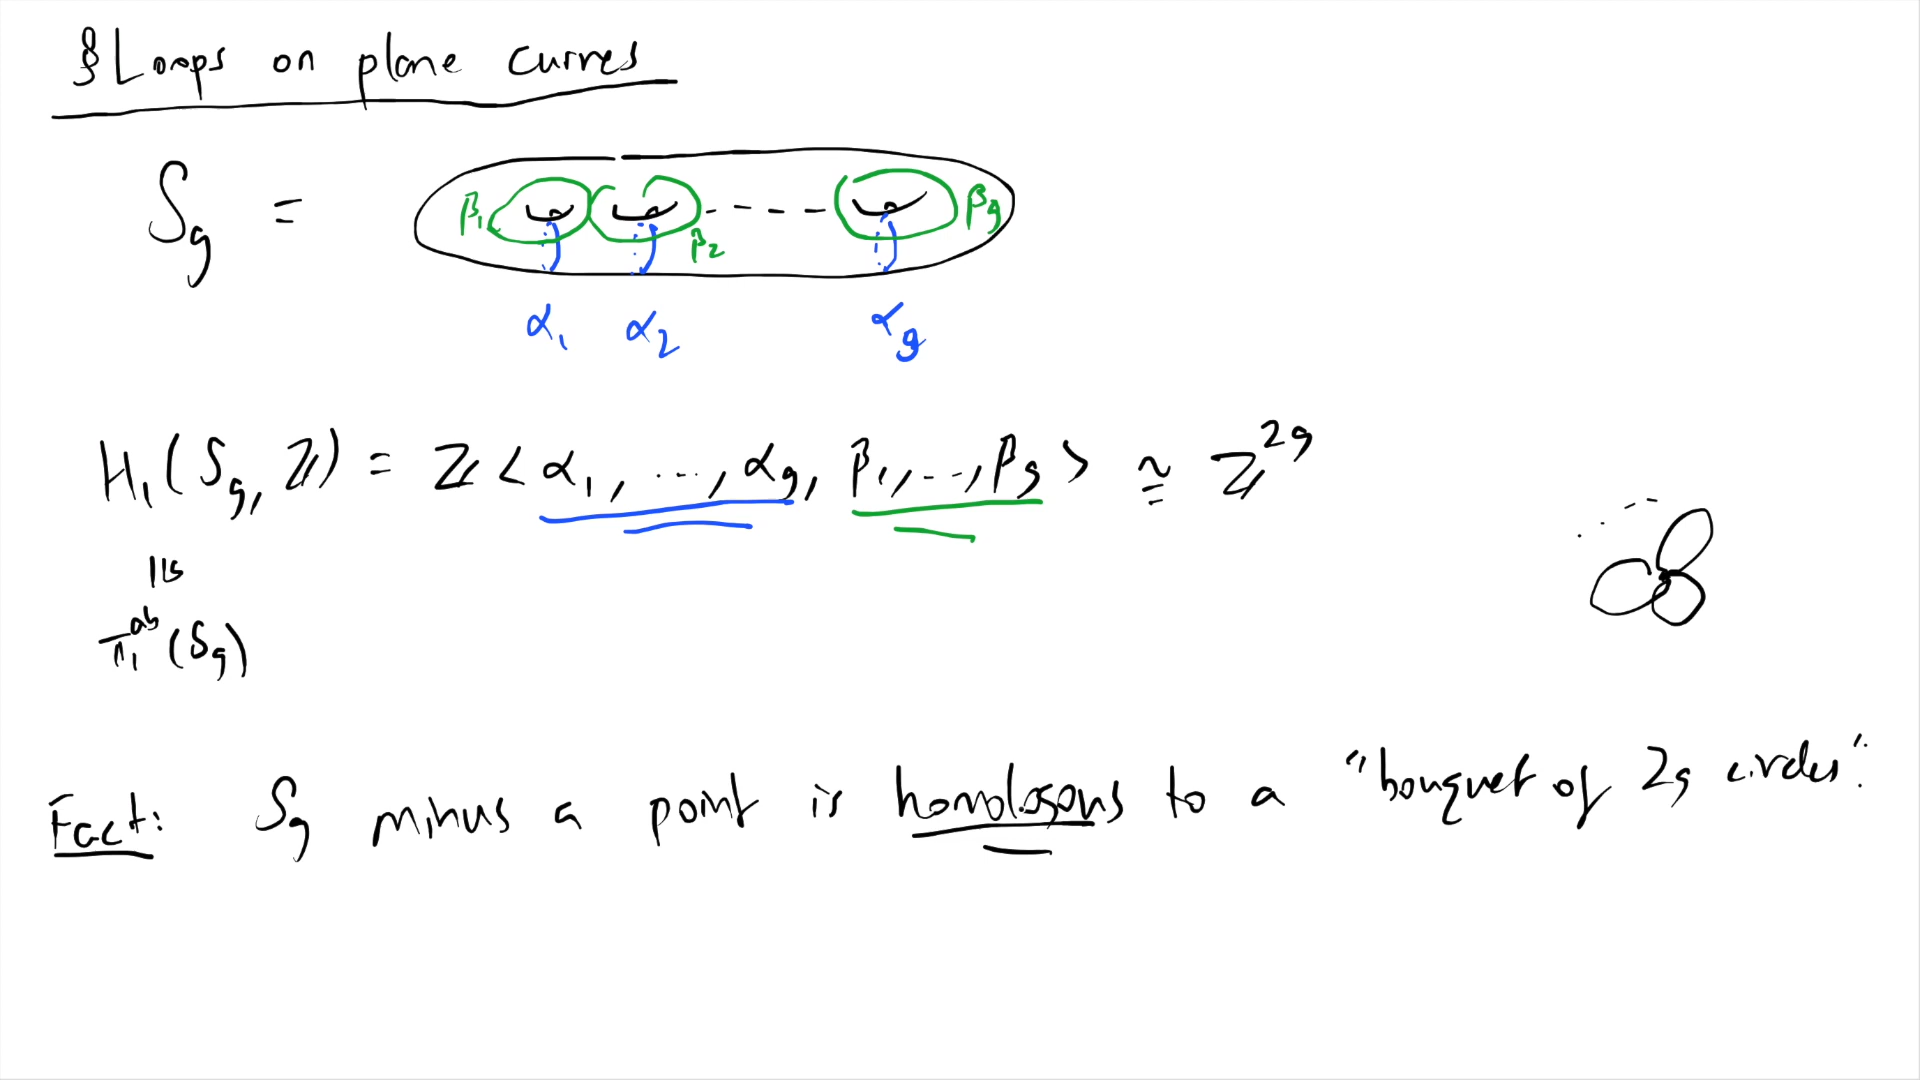 § Loops on plane curves
S_g =
β_1 β_2 ---- β_g
α_1 α_2 α_g
H_1(S_g, ℤ) = ℤ<α_1, ..., α_g, β_1, ..., β_g> ≅ ℤ^{2g}
≅
π_1^{ab}(S_g)
Fact: S_g minus a point is homologous to a "bouquet of 2g circles".